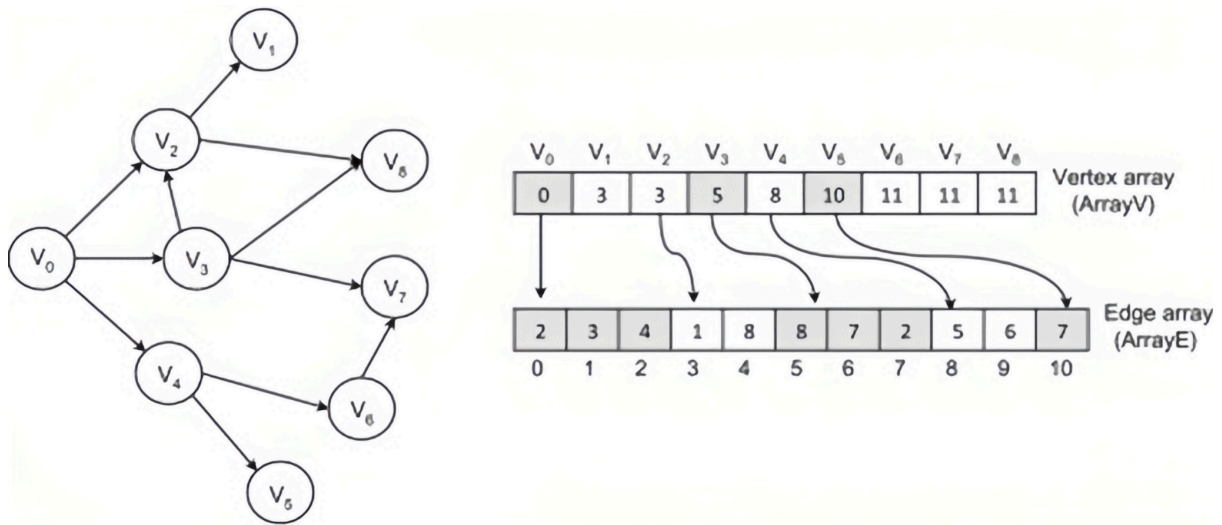 V₁
V₂
V₈
V₀
V₃
V₇
V₄
V₆
V₅
V₀ V₁ V₂ V₃ V₄ V₅ V₆ V₇ V₈
0 3 3 5 8 10 11 11 11
Vertex array
(ArrayV)
2 3 4 1 8 8 7 2 5 6 7
Edge array
(ArrayE)
0 1 2 3 4 5 6 7 8 9 10